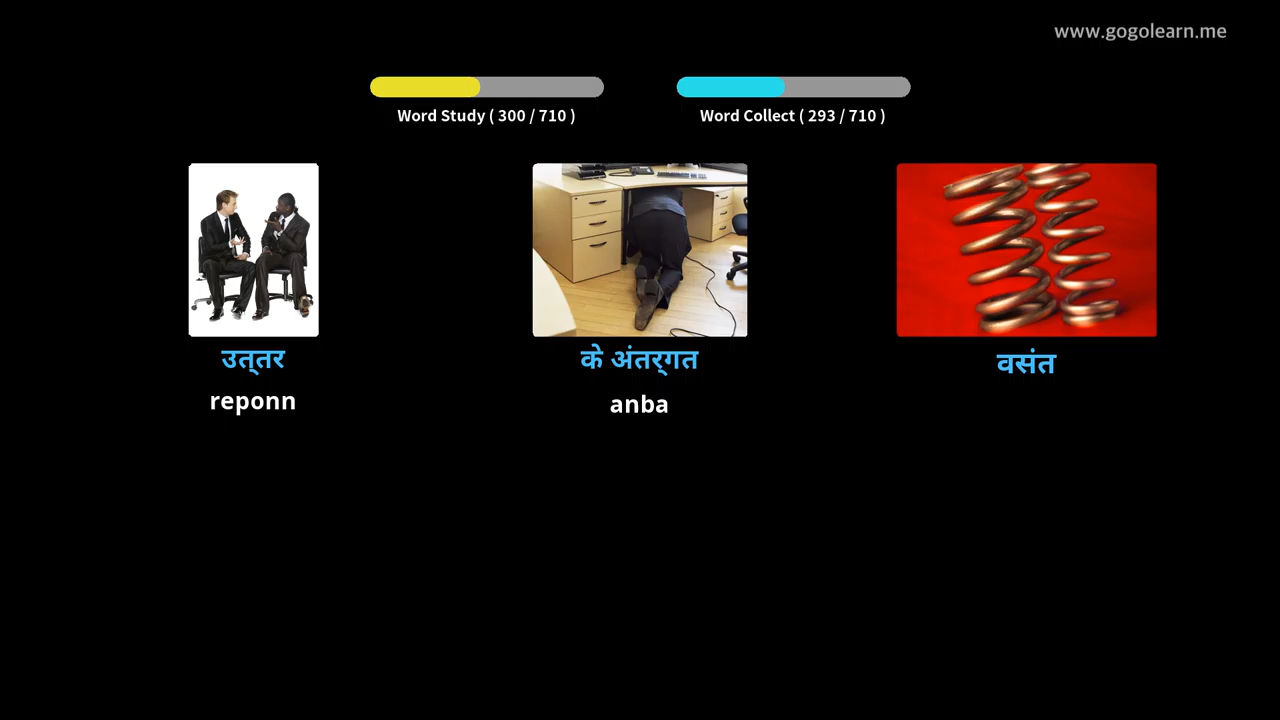 www.gogolearn.me
Word Study ( 300 / 710 )
Word Collect ( 293 / 710 )
उत्तर
के अंतर्गत
वसंत
reponn
anba